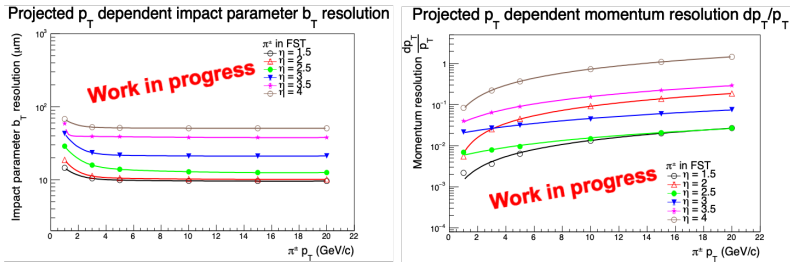 Projected pT dependent impact parameter bT resolution
Impact parameter bT resolution (μm)
10³
10²
10
π± in FST
η = 1.5
η = 2
η = 2.5
η = 3
η = 3.5
η = 4
Work in progress
0 2 4 6 8 10 12 14 16 18 20 22
π± pT (GeV/c)
Projected pT dependent momentum resolution dpT/pT
Momentum resolution dpT/pT
1
10⁻¹
10⁻²
10⁻³
10⁻⁴
Work in progress
π± in FST
η = 1.5
η = 2
η = 2.5
η = 3
η = 3.5
η = 4
0 2 4 6 8 10 12 14 16 18 20 22
π± pT (GeV/c)